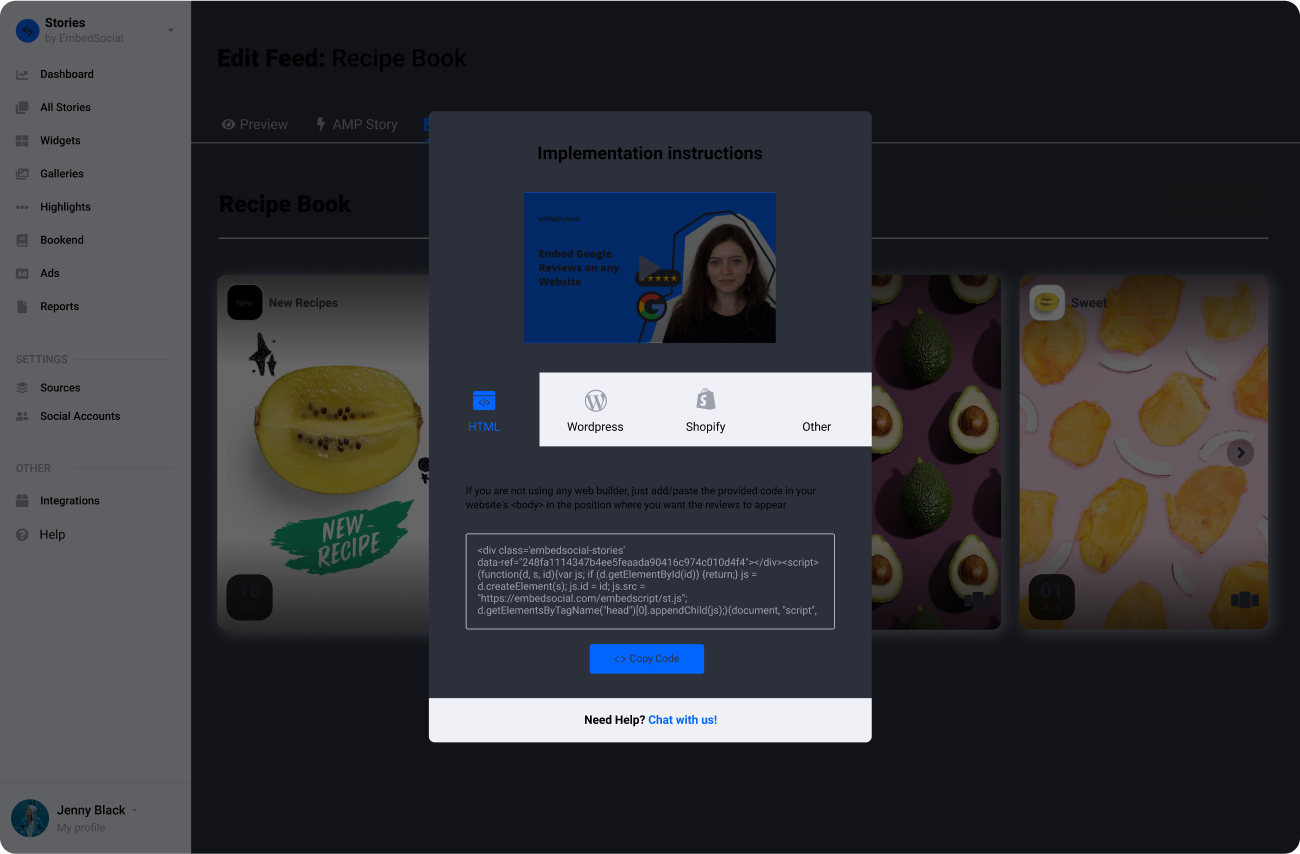 Stories
by EmbedSocial
Dashboard
All Stories
Widgets
Galleries
Highlights
Bookend
Ads
Reports
SETTINGS
Sources
Social Accounts
OTHER
Integrations
Help
Jenny Black
My profile
Edit Feed: Recipe Book
Preview
AMP Story
Recipe Book
New
New Recipes
NEW
RECIPE
18
Oct
Sweet
01
Aug
Implementation instructions
embedsocial
Embed Google
Reviews on any
Website
HTML
Wordpress
Shopify
Other
If you are not using any web builder, just add/paste the provided code in your
website's <body> in the position where you want the reviews to appear
<div class='embedsocial-stories'
data-ref="248fa1114347b4ee5feaada90416c974c010d4f4"></div><script>
(function(d, s, id){var js; if (d.getElementById(id)) {return;} js =
d.createElement(s); js.id = id; js.src =
"https://embedsocial.com/embedscript/st.js";
d.getElementsByTagName("head")[0].appendChild(js);}(document, "script",
<> Copy Code
Need Help? Chat with us!